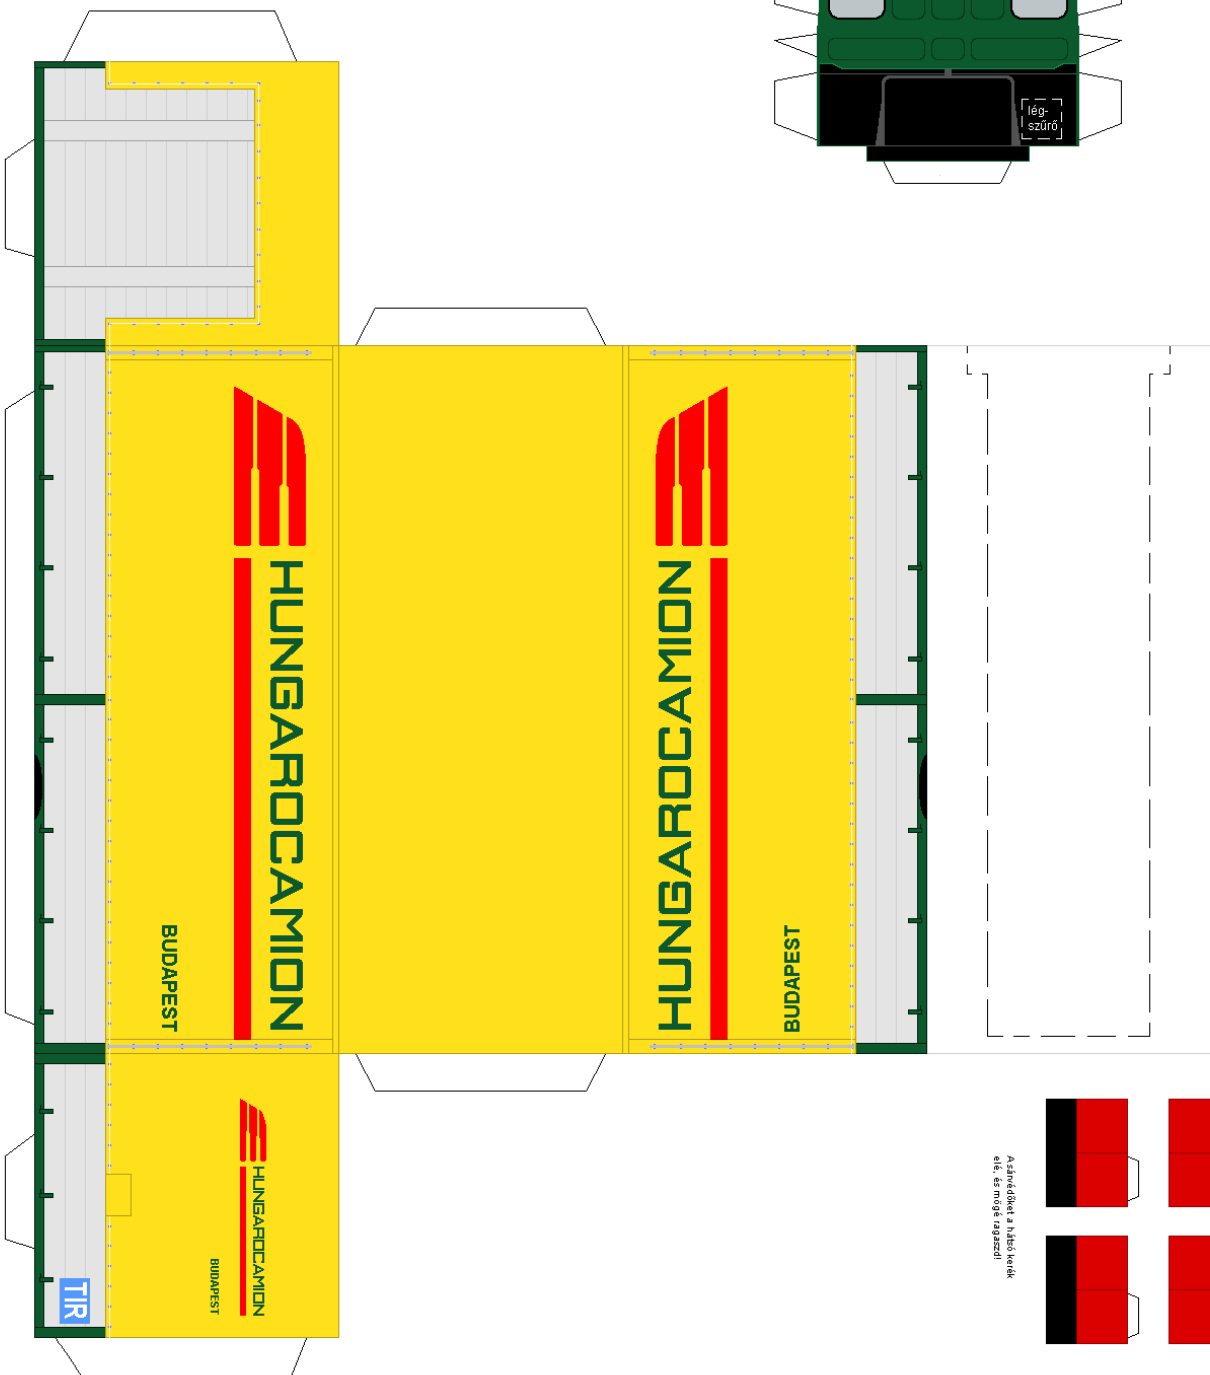 lég-
szűrő
HUNGAROCAMION
BUDAPEST
HUNGAROCAMION
BUDAPEST
HUNGAROCAMION
BUDAPEST
TIR
A sárvédőket a hátsó kerék
elé, és mögé ragaszd!